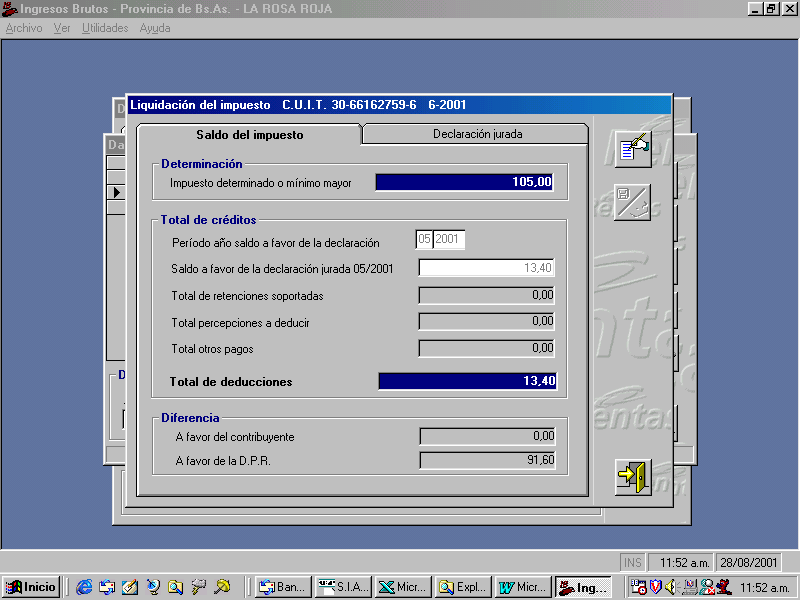 Ingresos Brutos - Provincia de Bs.As. - LA ROSA ROJA
Archivo Ver Utilidades Ayuda
Liquidación del impuesto C.U.I.T. 30-66162759-6 6-2001
Saldo del impuesto Declaración jurada
Determinación
Impuesto determinado o mínimo mayor 105,00
Total de créditos
Período año saldo a favor de la declaración 05 2001
Saldo a favor de la declaración jurada 05/2001 13,40
Total de retenciones soportadas 0,00
Total percepciones a deducir 0,00
Total otros pagos 0,00
Total de deducciones 13,40
Diferencia
A favor del contribuyente 0,00
A favor de la D.P.R. 91,60
INS 11:52 a.m. 28/08/2001
Inicio Ban... S.I.A... Micr... Expl... Micr... Ing... 11:52 a.m.